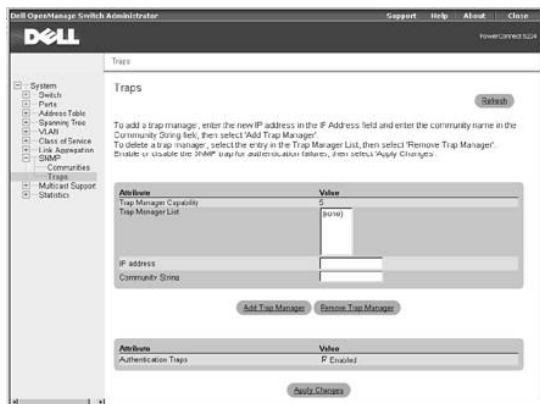 Dell OpenManage Switch Administrator
Support Help About Close
DELL
PowerConnect 5224
Traps
System
Switch
Ports
Address Table
Spanning Tree
VLAN
Class of Service
Link Aggregation
SNMP
Communities
Traps
Multicast Support
Statistics
Traps
Refresh
To add a trap manager, enter the new IP address in the IP Address field and enter the community name in the
Community String field, then select 'Add Trap Manager'.
To delete a trap manager, select the entry in the Trap Manager List, then select 'Remove Trap Manager'.
Enable or disable the SNMP trap for authentication failures, then select 'Apply Changes'.
Attribute Value
Trap Manager Capability 5
Trap Manager List (none)
IP address
Community String
Add Trap Manager Remove Trap Manager
Attribute Value
Authentication Traps Enabled
Apply Changes